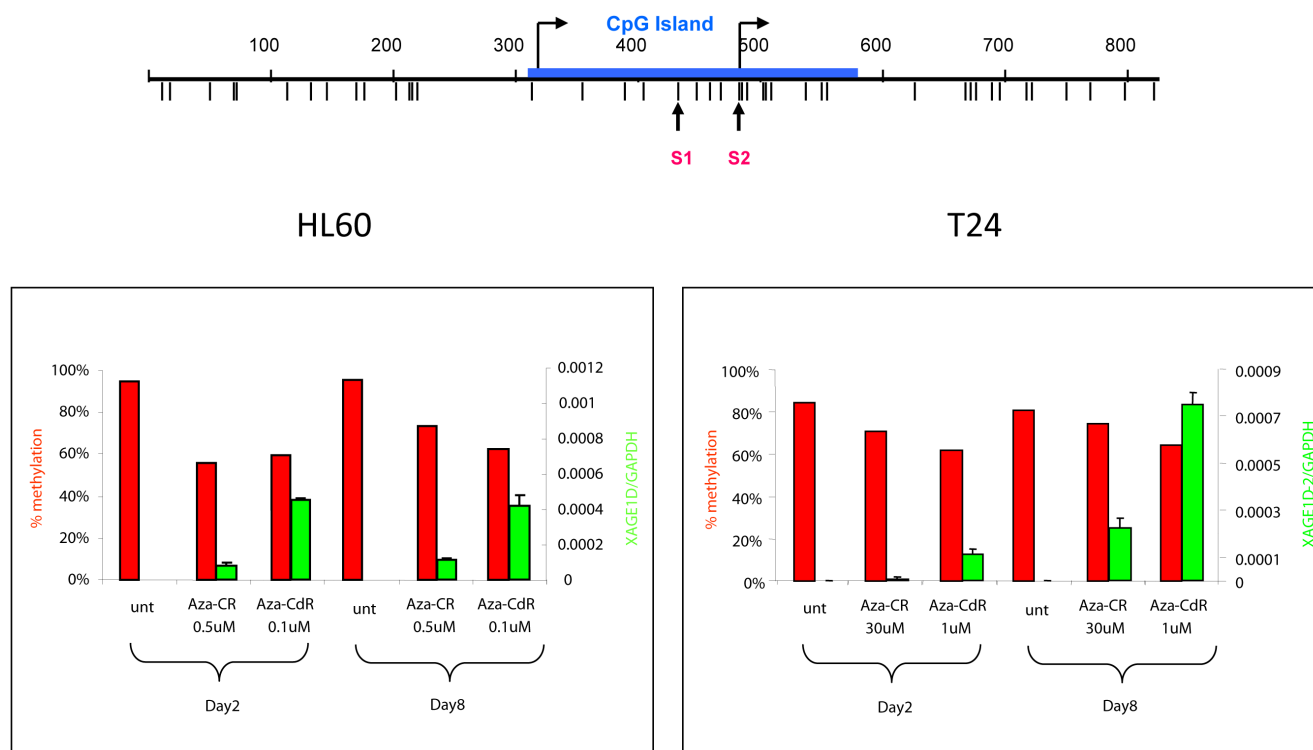 CpG Island
100 200 300 400 500 600 700 800
S1 S2
HL60 T24
100%
80%
60%
40%
20%
0%
% methylation
0.0012
0.001
0.0008
0.0006
0.0004
0.0002
0
XAGE1D/GAPDH
unt Aza-CR Aza-CdR unt Aza-CR Aza-CdR
0.5uM 0.1uM 0.5uM 0.1uM
Day2 Day8
100%
80%
60%
40%
20%
0%
% methylation
0.0009
0.0007
0.0005
0.0003
0.0001
0
XAGE1D-2/GAPDH
unt Aza-CR Aza-CdR unt Aza-CR Aza-CdR
30uM 1uM 30uM 1uM
Day2 Day8